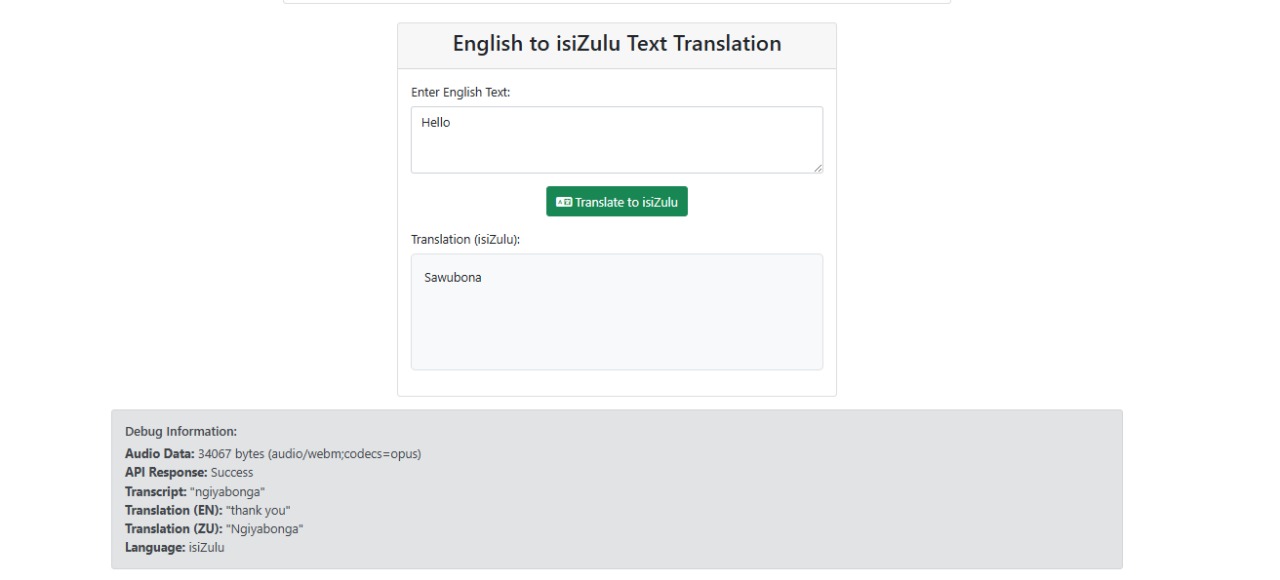 English to isiZulu Text Translation
Enter English Text:
Hello
Translate to isiZulu
Translation (isiZulu):
Sawubona
Debug Information:
Audio Data: 34067 bytes (audio/webm;codecs=opus)
API Response: Success
Transcript: "ngiyabonga"
Translation (EN): "thank you"
Translation (ZU): "Ngiyabonga"
Language: isiZulu